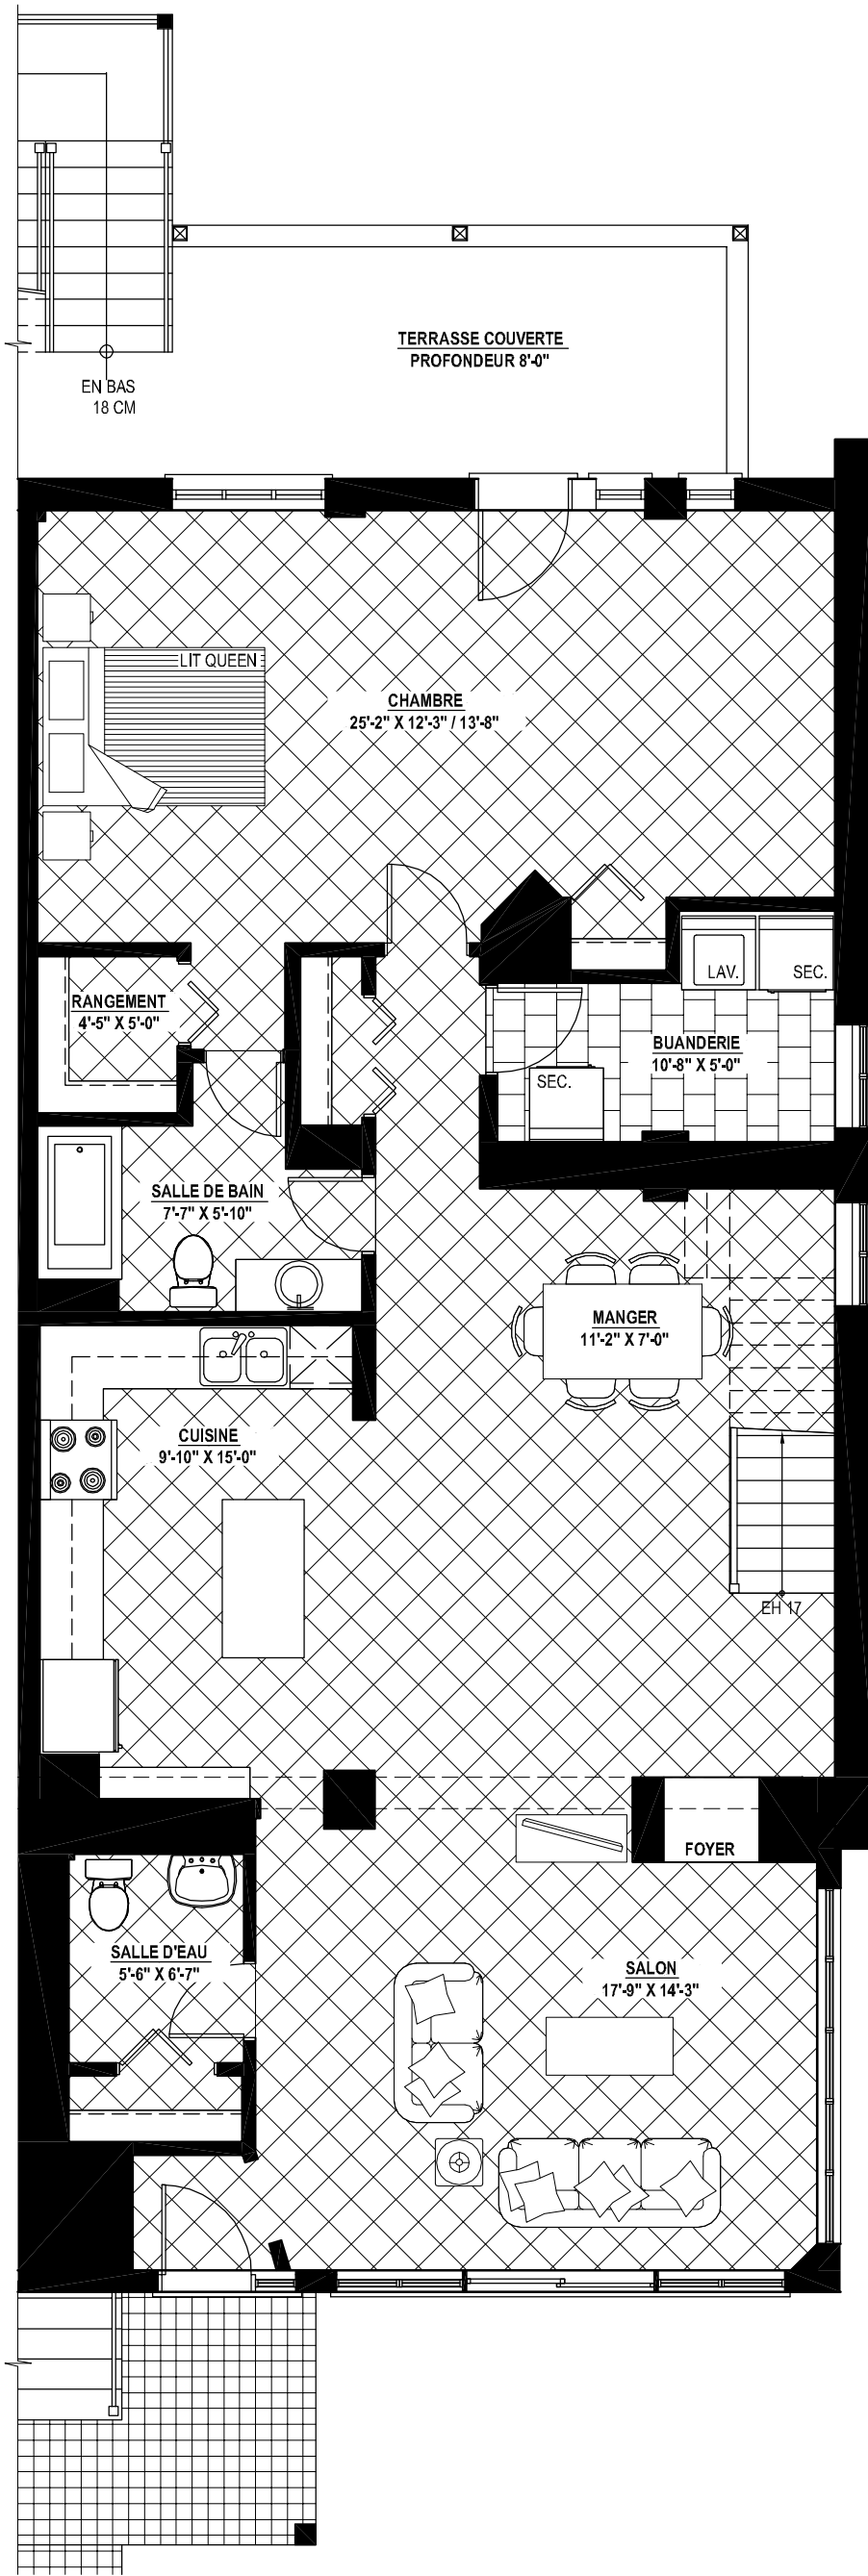 TERRASSE COUVERTE
PROFONDEUR 8'-0"
EN BAS
18 CM
LIT QUEEN
CHAMBRE
25'-2" X 12'-3" / 13'-8"
RANGEMENT
4'-5" X 5'-0"
LAV.
SEC.
BUANDERIE
10'-8" X 5'-0"
SEC.
SALLE DE BAIN
7'-7" X 5'-10"
MANGER
11'-2" X 7'-0"
CUISINE
9'-10" X 15'-0"
EH 17
FOYER
SALLE D'EAU
5'-6" X 6'-7"
SALON
17'-9" X 14'-3"